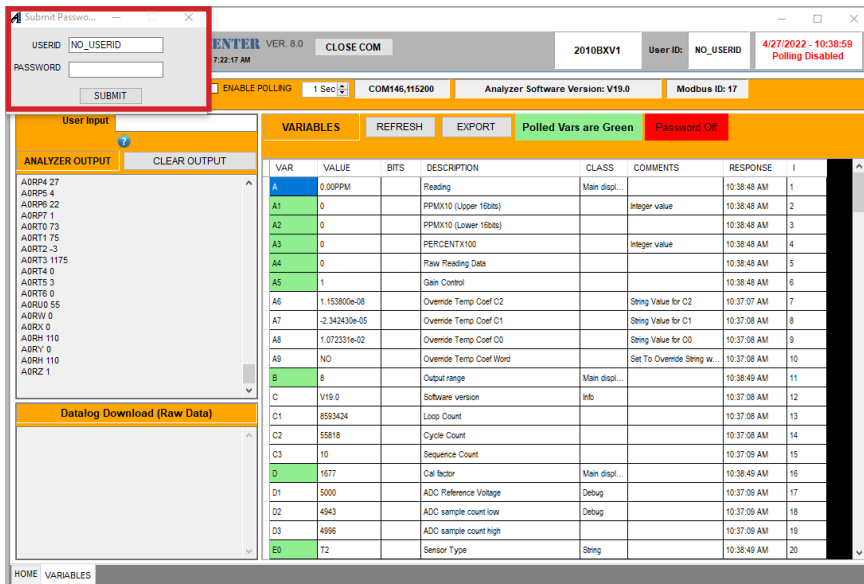 Submit Passwo...
USERID NO_USERID
PASSWORD
SUBMIT
ENTER VER. 8.0 CLOSE COM 2010BXV1 User ID: NO_USERID 4/27/2022 - 10:38:59
7:22:17 AM Polling Disabled
ENABLE POLLING 1 Sec COM146,115200 Analyzer Software Version: V19.0 Modbus ID: 17
User Input
?
ANALYZER OUTPUT CLEAR OUTPUT
A0RP4 27
A0RP5 4
A0RP6 22
A0RP7 1
A0RT0 73
A0RT1 75
A0RT2 -3
A0RT3 1175
A0RT4 0
A0RT5 3
A0RT6 0
A0RU0 55
A0RW 0
A0RX 0
A0RH 110
A0RY 0
A0RH 110
A0RZ 1
Datalog Download (Raw Data)
VARIABLES REFRESH EXPORT Polled Vars are Green Password Off
VAR VALUE BITS DESCRIPTION CLASS COMMENTS RESPONSE I
A 0.00PPM Reading Main displ... 10:38:48 AM 1
A1 0 PPMX10 (Upper 16bits) Integer value 10:38:48 AM 2
A2 0 PPMX10 (Lower 16bits) 10:38:48 AM 3
A3 0 PERCENTX100 Integer value 10:38:48 AM 4
A4 0 Raw Reading Data 10:38:48 AM 5
A5 1 Gain Control 10:38:48 AM 6
A6 1.153800e-08 Override Temp Coef C2 String Value for C2 10:37:07 AM 7
A7 -2.342430e-05 Override Temp Coef C1 String Value for C1 10:37:08 AM 8
A8 1.072331e-02 Override Temp Coef C0 String Value for C0 10:37:08 AM 9
A9 NO Override Temp Coef Word Set To Override String w... 10:37:08 AM 10
B 8 Output range Main displ... 10:38:49 AM 11
C V19.0 Software version Info 10:37:08 AM 12
C1 8593424 Loop Count 10:37:08 AM 13
C2 55818 Cycle Count 10:37:08 AM 14
C3 10 Sequence Count 10:37:09 AM 15
D 1677 Cal factor Main displ... 10:38:49 AM 16
D1 5000 ADC Reference Voltage Debug 10:37:09 AM 17
D2 4943 ADC sample count low Debug 10:37:09 AM 18
D3 4996 ADC sample count high 10:37:09 AM 19
E0 T2 Sensor Type String 10:38:49 AM 20
HOME VARIABLES